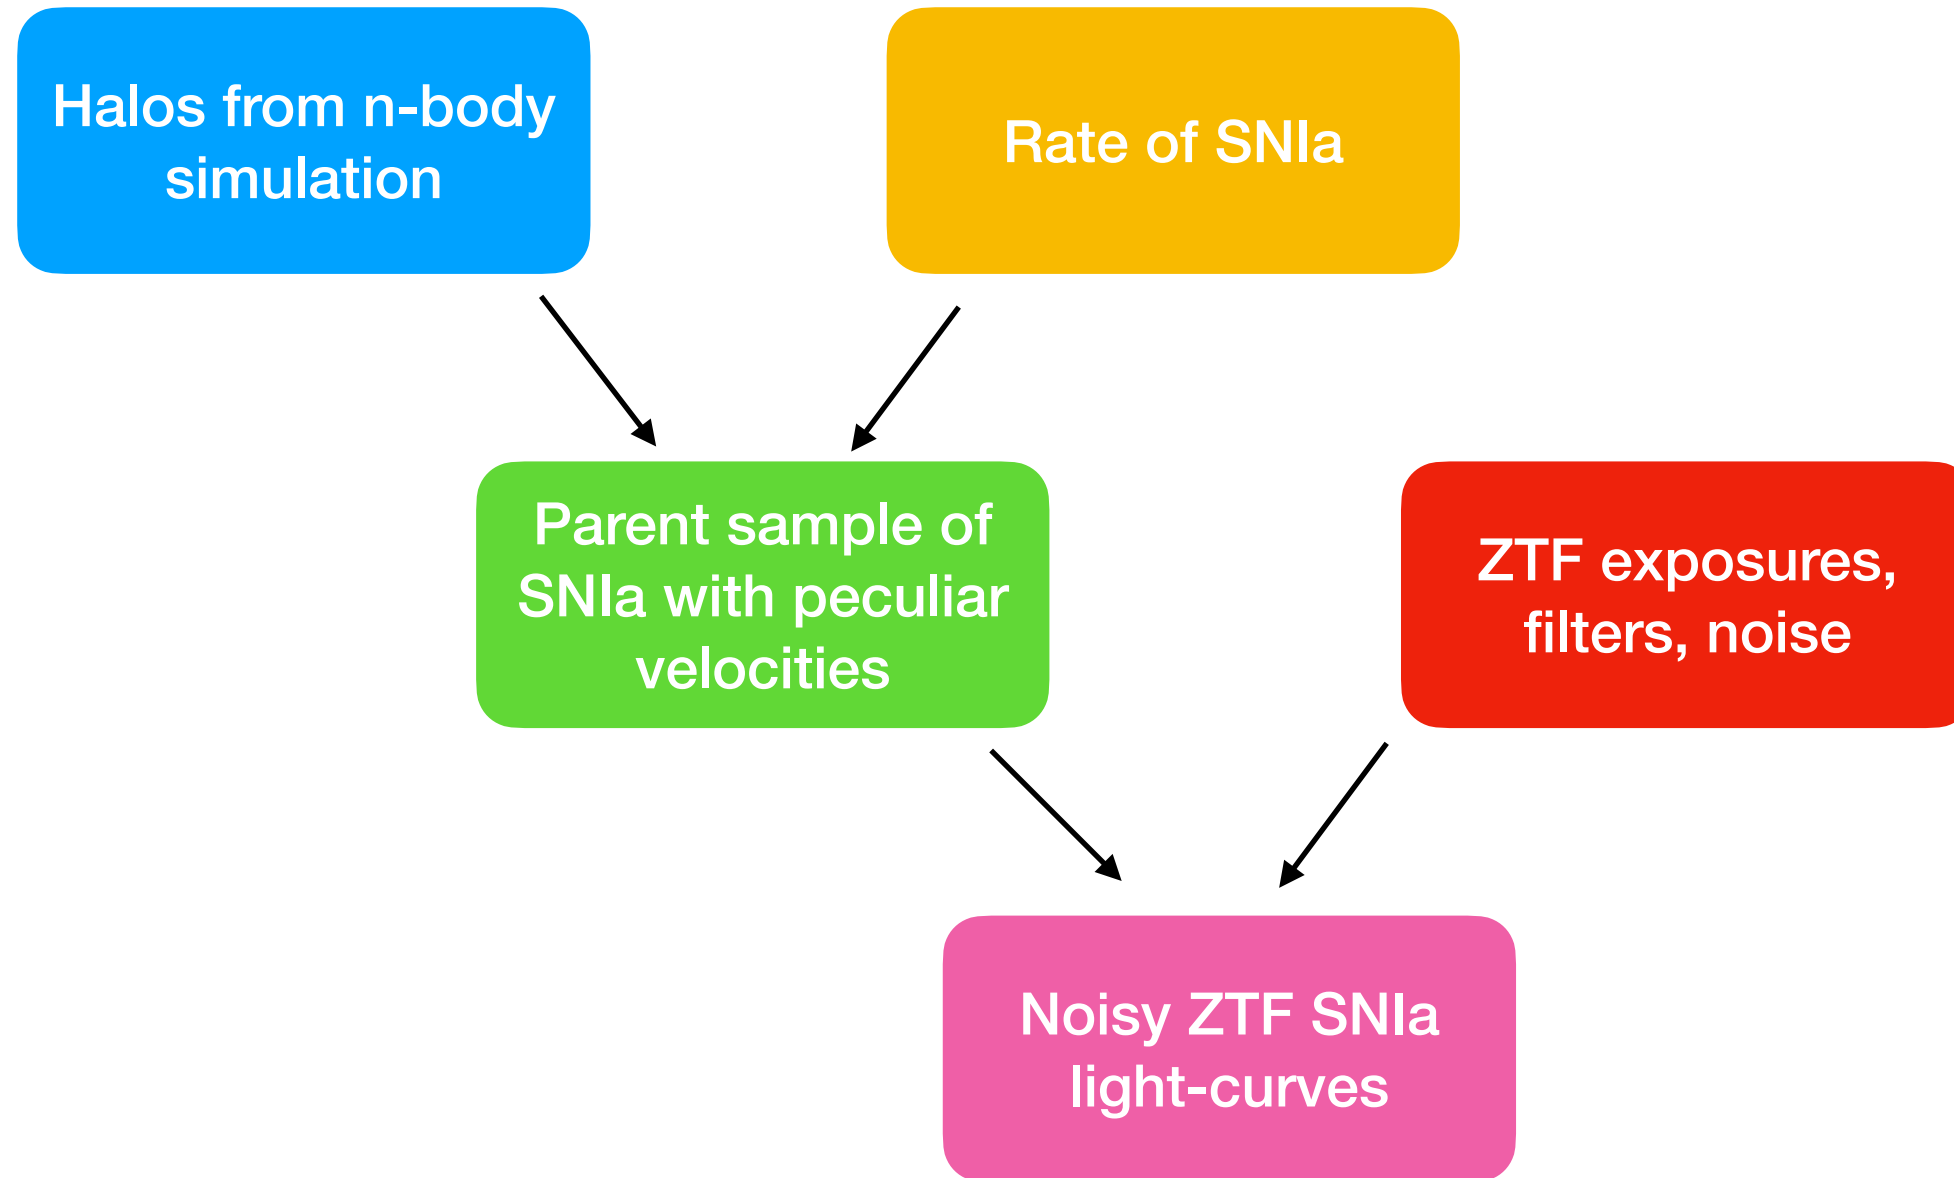 Halos from n-body
simulation
Rate of SNIa
Parent sample of
SNIa with peculiar
velocities
ZTF exposures,
filters, noise
Noisy ZTF SNIa
light-curves